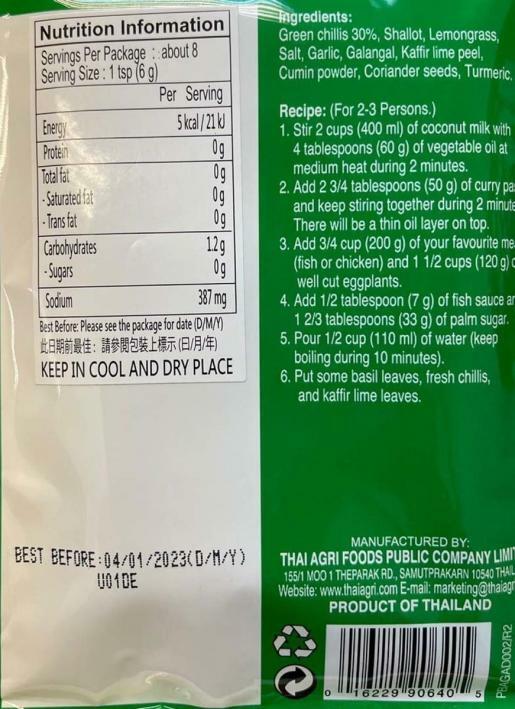 Nutrition Information
Servings Per Package : about 8
Serving Size : 1 tsp (6 g)
Per Serving
Energy 5 kcal / 21 kJ
Protein 0 g
Total fat 0 g
- Saturated fat 0 g
- Trans fat 0 g
Carbohydrates 1.2 g
- Sugars 0 g
Sodium 387 mg
Best Before: Please see the package for date (D/M/Y)
此日期前最佳：請參閱包裝上標示 (日/月/年)
KEEP IN COOL AND DRY PLACE
BEST BEFORE:04/01/2023(D/M/Y)
U01DE
Ingredients:
Green chillis 30%, Shallot, Lemongrass,
Salt, Garlic, Galangal, Kaffir lime peel,
Cumin powder, Coriander seeds, Turmeric.
Recipe: (For 2-3 Persons.)
1. Stir 2 cups (400 ml) of coconut milk with
4 tablespoons (60 g) of vegetable oil at
medium heat during 2 minutes.
2. Add 2 3/4 tablespoons (50 g) of curry pa
and keep stiring together during 2 minute
There will be a thin oil layer on top.
3. Add 3/4 cup (200 g) of your favourite me
(fish or chicken) and 1 1/2 cups (120 g)
well cut eggplants.
4. Add 1/2 tablespoon (7 g) of fish sauce an
1 2/3 tablespoons (33 g) of palm sugar.
5. Pour 1/2 cup (110 ml) of water (keep
boiling during 10 minutes).
6. Put some basil leaves, fresh chillis,
and kaffir lime leaves.
MANUFACTURED BY:
THAI AGRI FOODS PUBLIC COMPANY LIMIT
155/1 MOO 1 THEPARAK RD., SAMUTPRAKARN 10540 THAIL
Website: www.thaiagri.com E-mail: marketing@thaiagr
PRODUCT OF THAILAND
0 16229 90640 5
PBAGAD002/R2